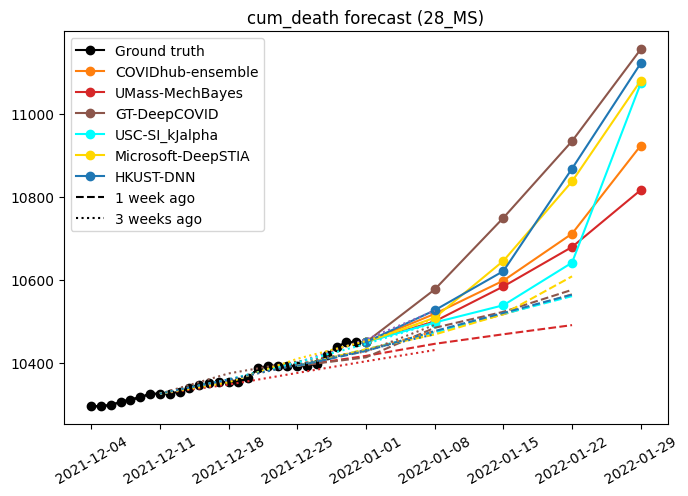 cum_death forecast (28_MS)
Ground truth
COVIDhub-ensemble
UMass-MechBayes
GT-DeepCOVID
USC-SI_kJalpha
Microsoft-DeepSTIA
HKUST-DNN
1 week ago
3 weeks ago
11000
10800
10600
10400
2021-12-04
2021-12-11
2021-12-18
2021-12-25
2022-01-01
2022-01-08
2022-01-15
2022-01-22
2022-01-29